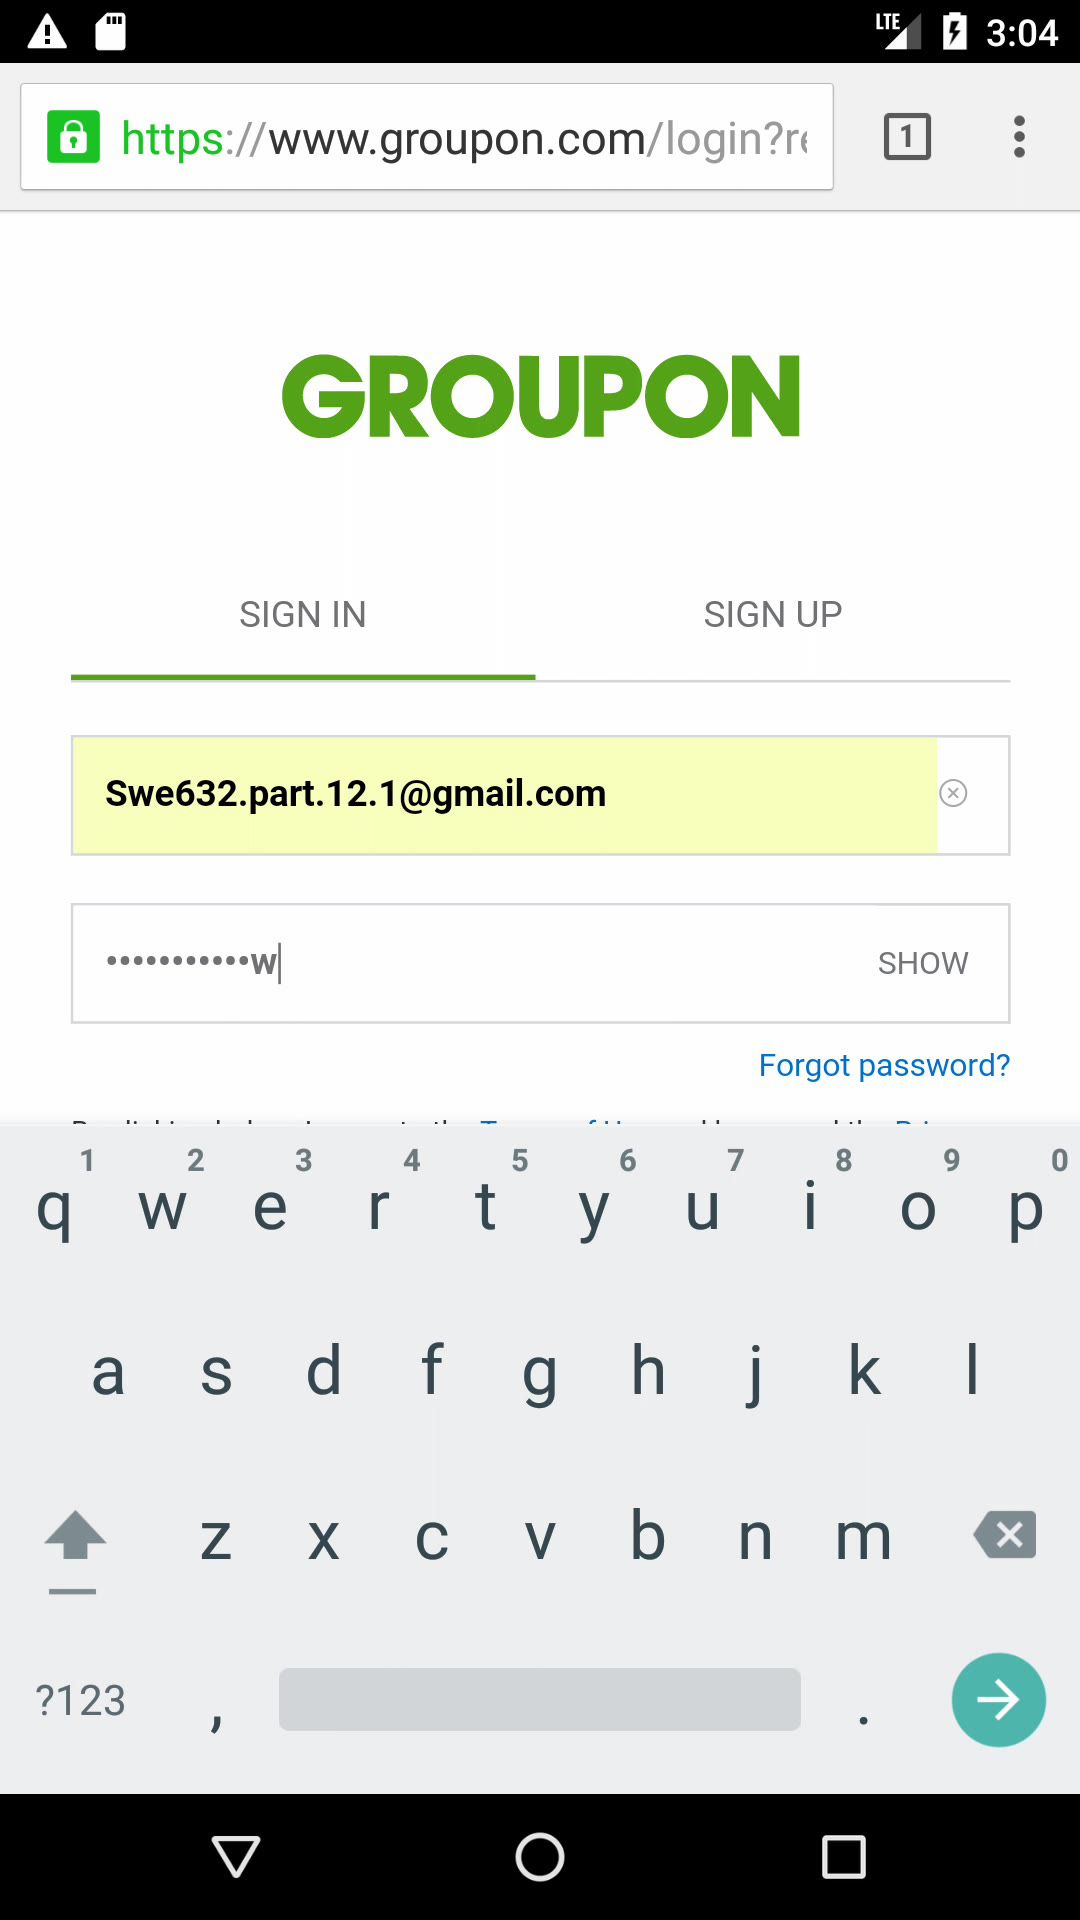 LTE 3:04
https://www.groupon.com/login?re
1
GROUPON
SIGN IN SIGN UP
Swe632.part.12.1@gmail.com
•••••••••••w SHOW
Forgot password?
1 2 3 4 5 6 7 8 9 0
q w e r t y u i o p
a s d f g h j k l
z x c v b n m
?123 , .